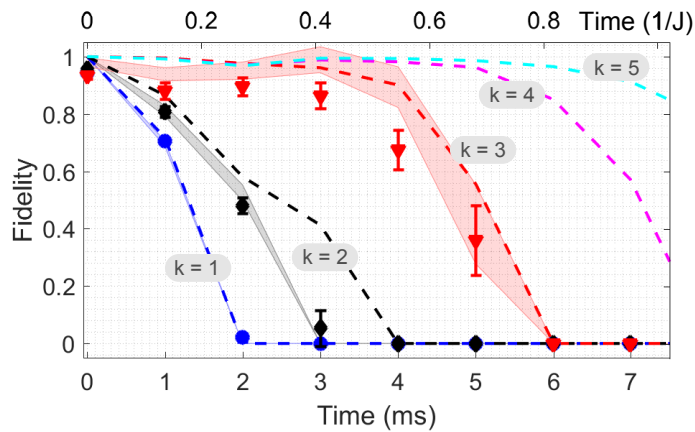 0 0.2 0.4 0.6 0.8 Time (1/J)
1
0.8
0.6
0.4
0.2
0
Fidelity
k = 5
k = 4
k = 3
k = 2
k = 1
0 1 2 3 4 5 6 7
Time (ms)